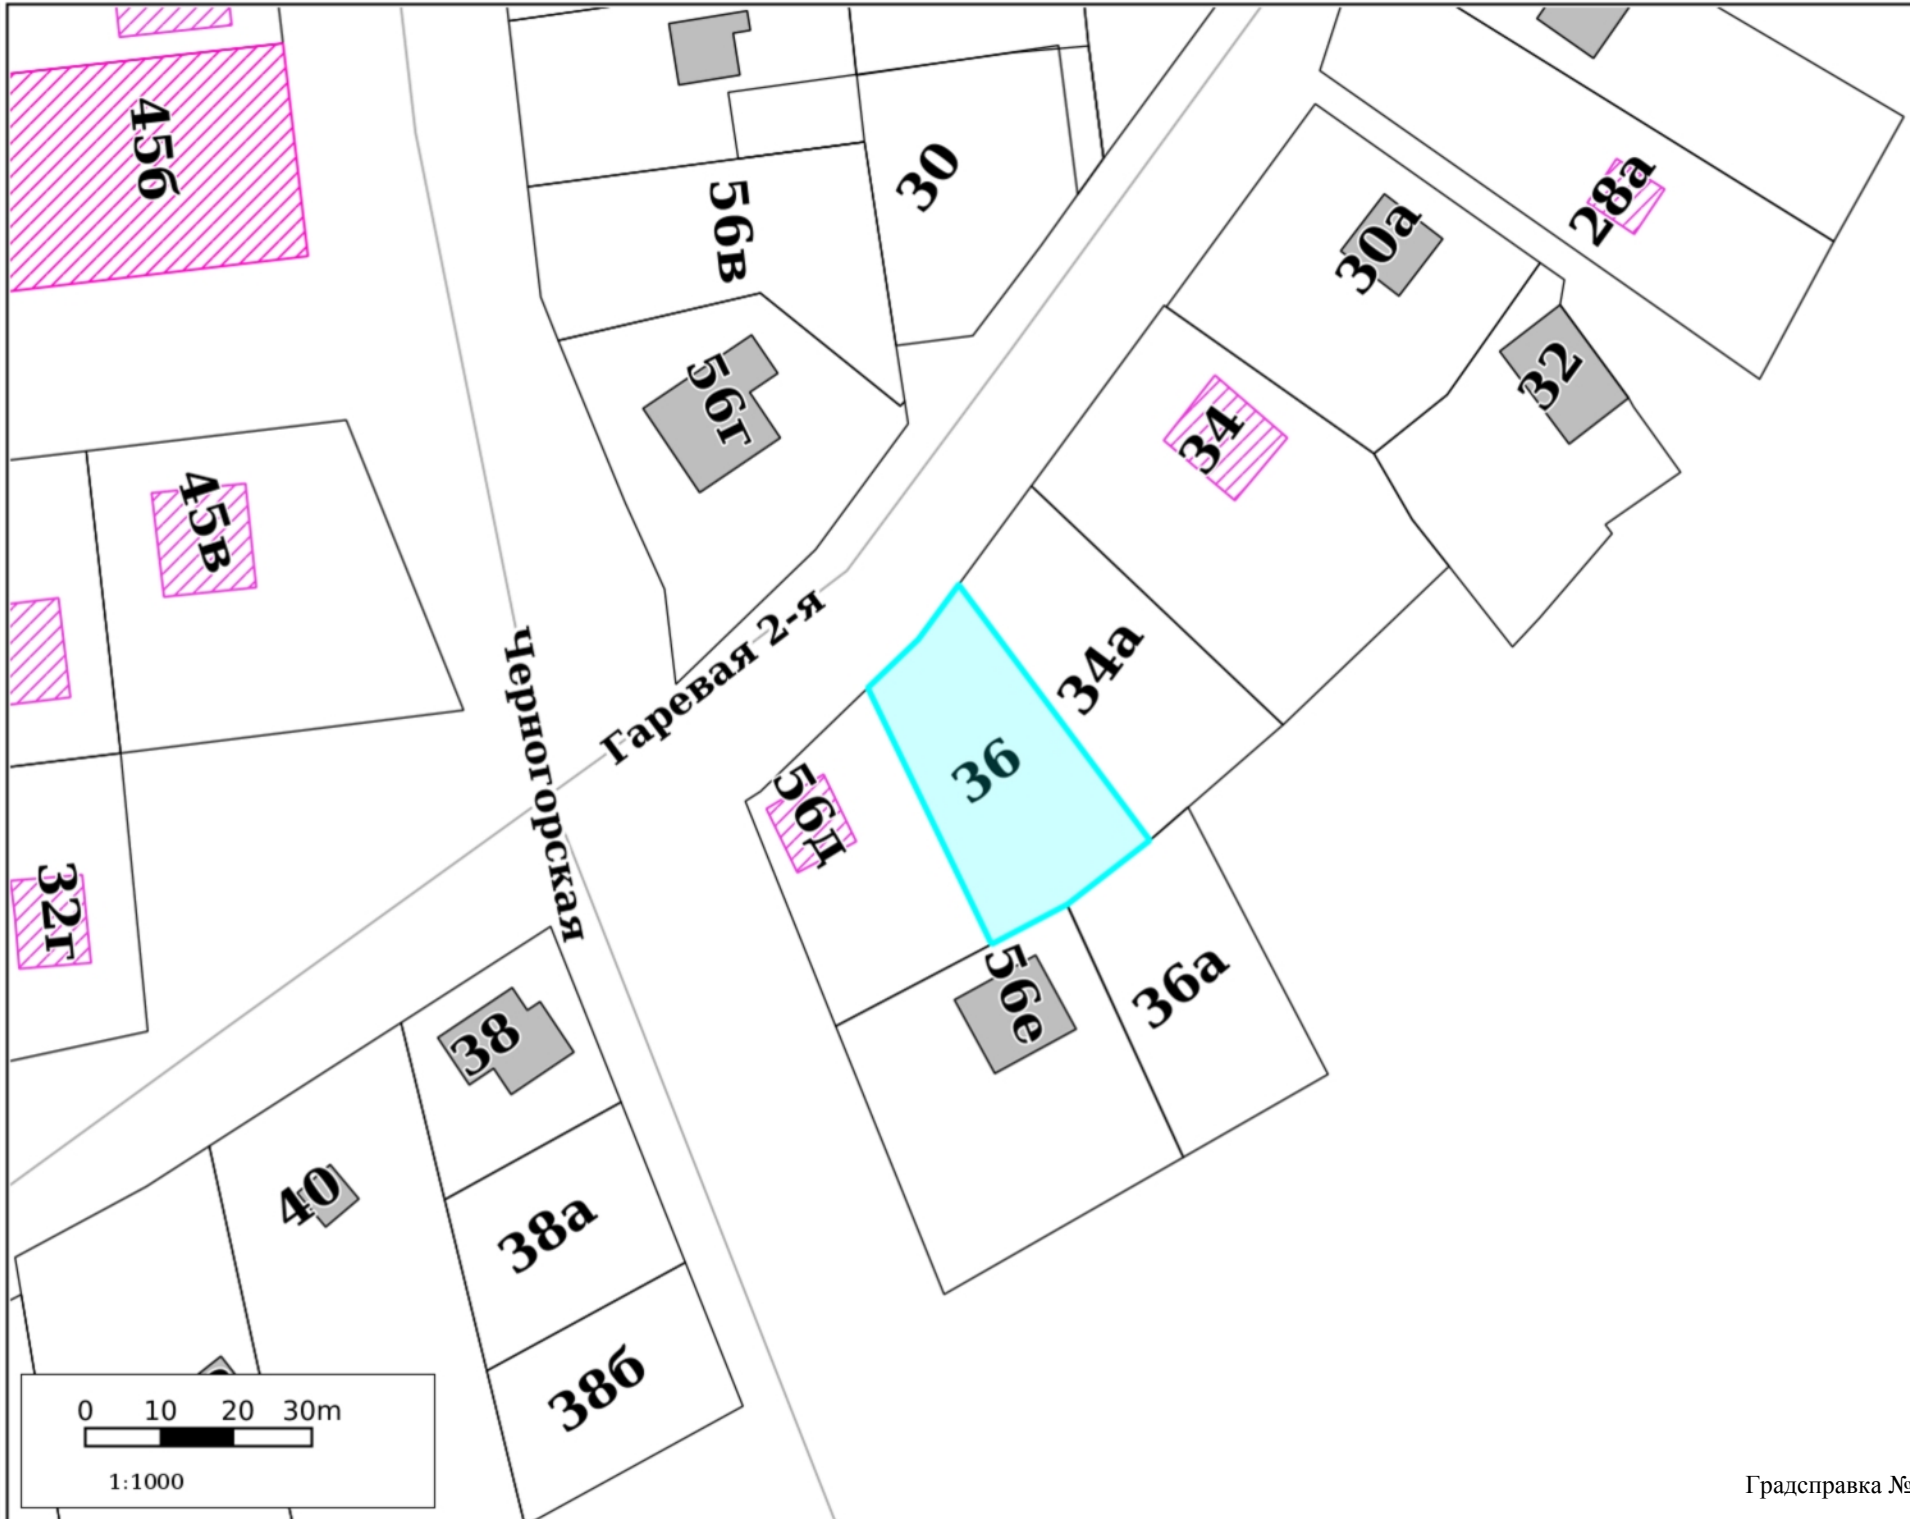 45б
30
56в
28а
30а
32
56г
34
45в
Гаревая 2-я
34а
Черногорская
36
56д
32г
56е
36а
38
40
38а
38б
0 10 20 30m
1:1000
Градсправка №